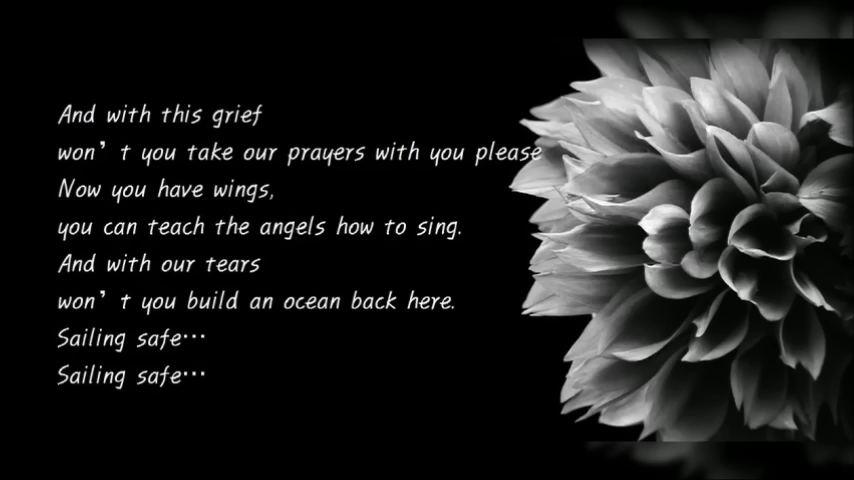 And with this grief
won’t you take our prayers with you please
Now you have wings,
you can teach the angels how to sing.
And with our tears
won’t you build an ocean back here.
Sailing safe…
Sailing safe…